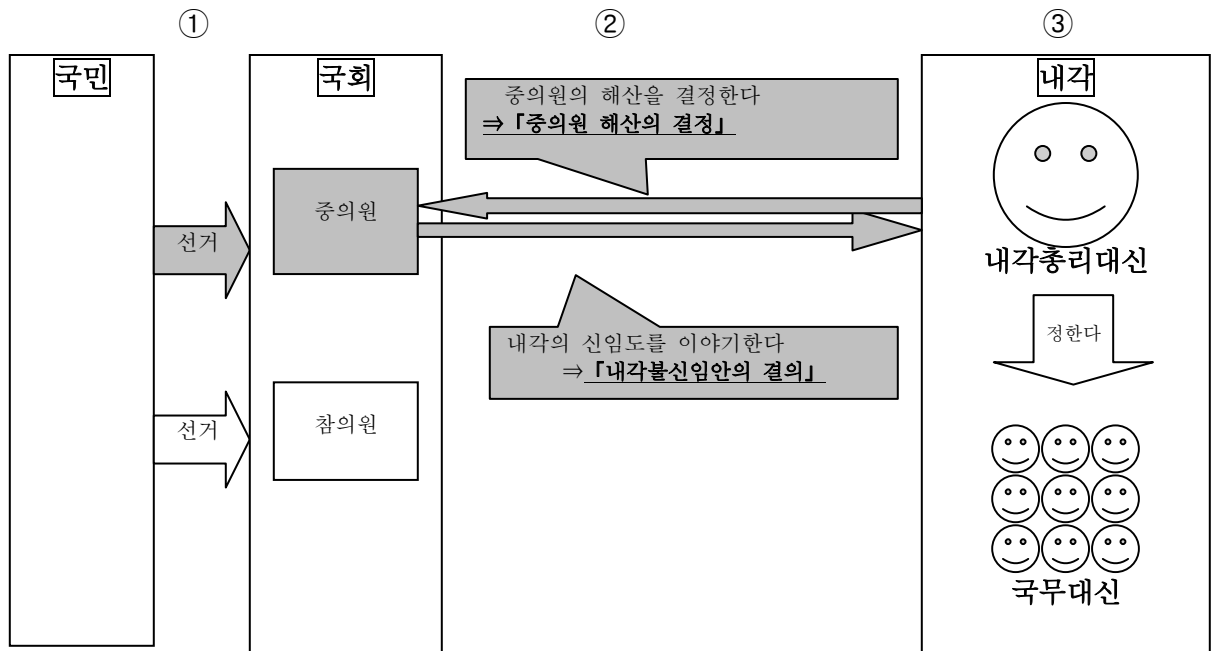 ① ② ③
국민 국회 내각
중의원의 해산을 결정한다
⇒「중의원 해산의 결정」
중의원
선거
내각총리대신
내각의 신임도를 이야기한다
⇒「내각불신임안의 결의」
정한다
참의원
선거
국무대신